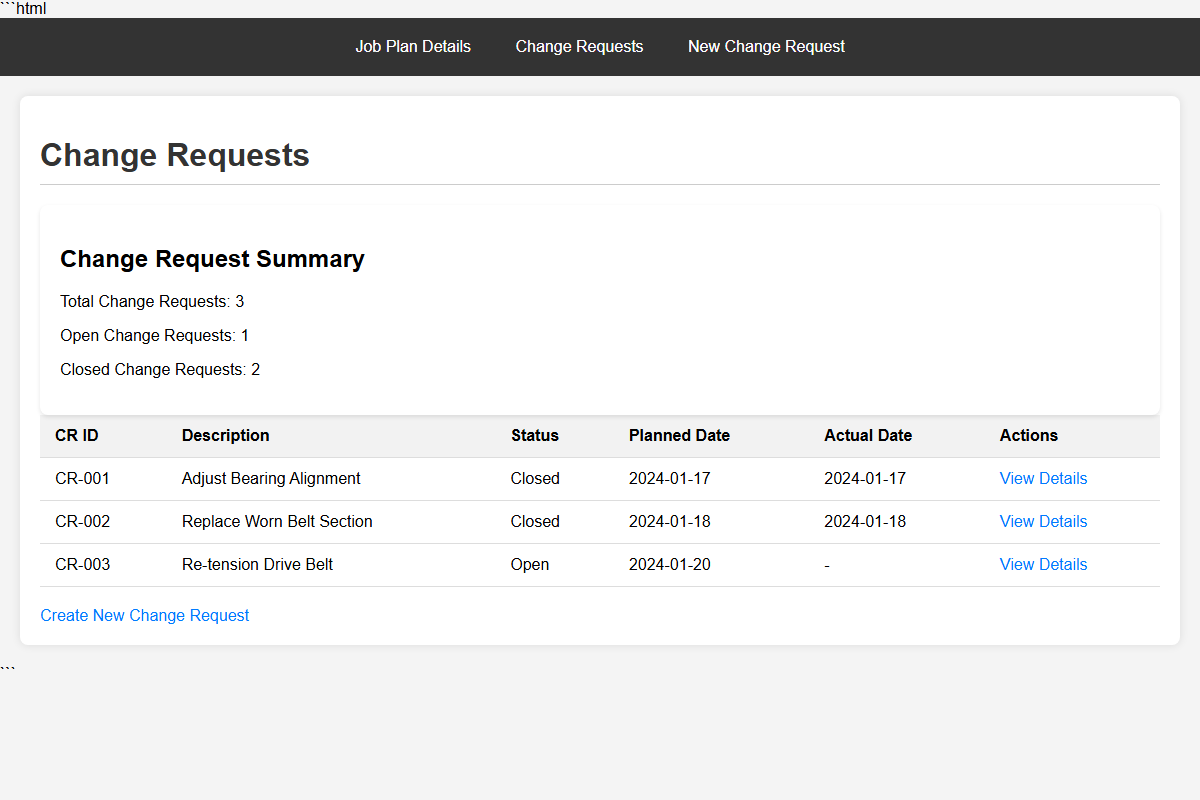 ```html
Job Plan Details Change Requests New Change Request
Change Requests
Change Request Summary
Total Change Requests: 3
Open Change Requests: 1
Closed Change Requests: 2
CR ID Description Status Planned Date Actual Date Actions
CR-001 Adjust Bearing Alignment Closed 2024-01-17 2024-01-17 View Details
CR-002 Replace Worn Belt Section Closed 2024-01-18 2024-01-18 View Details
CR-003 Re-tension Drive Belt Open 2024-01-20 - View Details
Create New Change Request
```